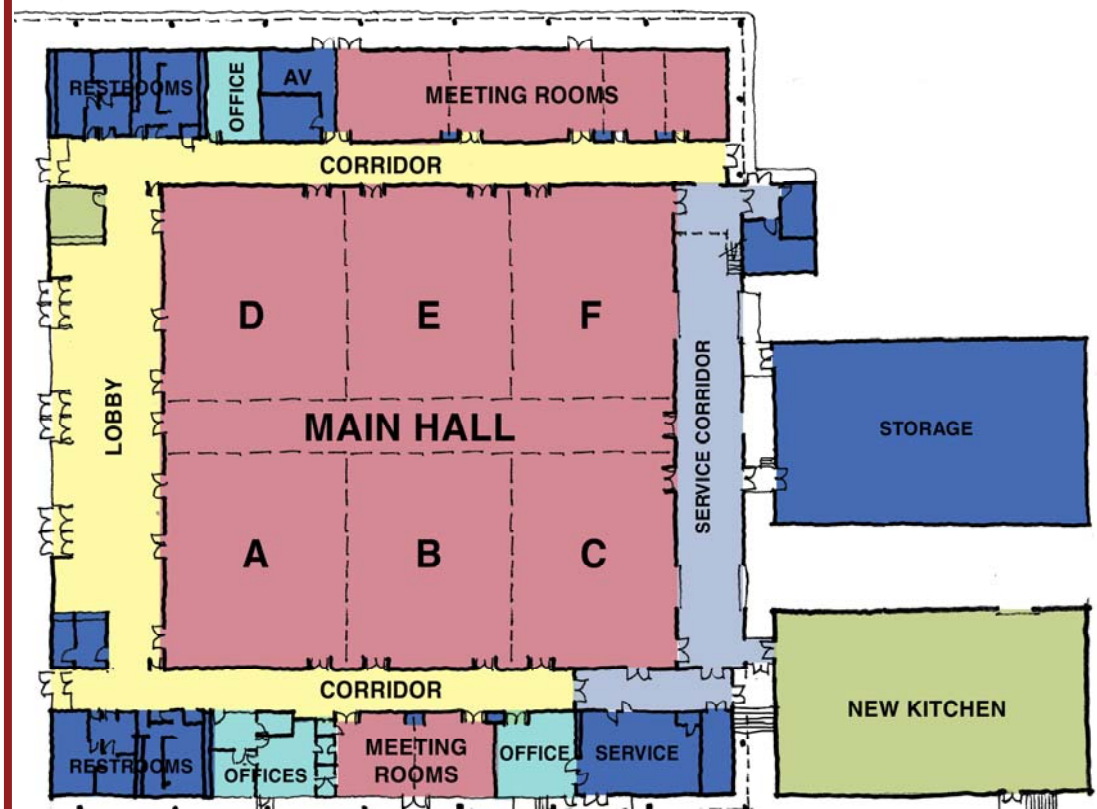 RESTROOMS
OFFICE
AV
MEETING ROOMS
CORRIDOR
D
E
F
LOBBY
MAIN HALL
SERVICE CORRIDOR
STORAGE
A
B
C
CORRIDOR
NEW KITCHEN
RESTROOMS
OFFICES
MEETING
ROOMS
OFFICE
SERVICE